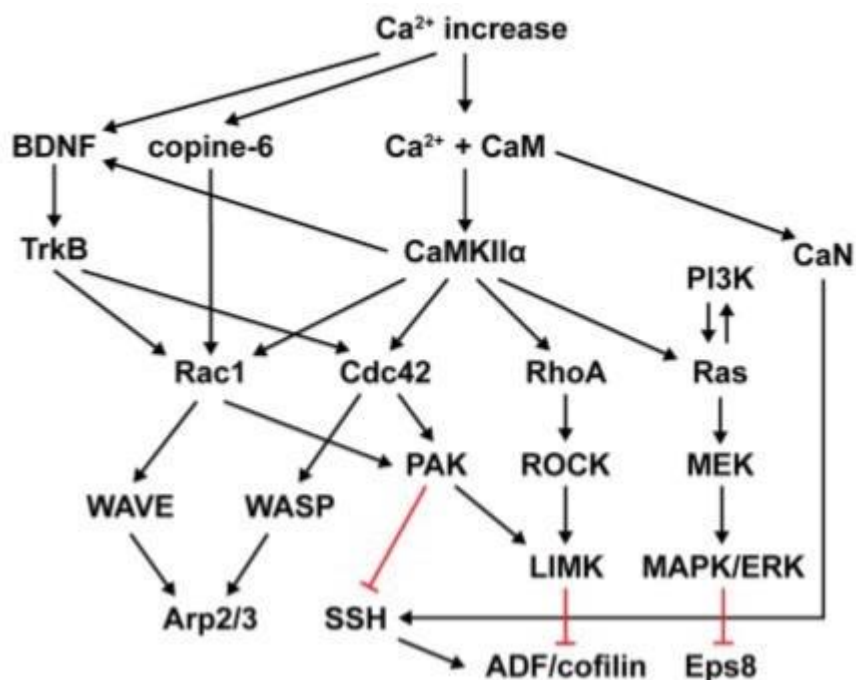 Ca²⁺ increase
BDNF
copine-6
Ca²⁺ + CaM
TrkB
CaMKIIα
CaN
PI3K
Rac1
Cdc42
RhoA
Ras
PAK
ROCK
MEK
WAVE
WASP
LIMK
MAPK/ERK
Arp2/3
SSH
ADF/cofilin
Eps8